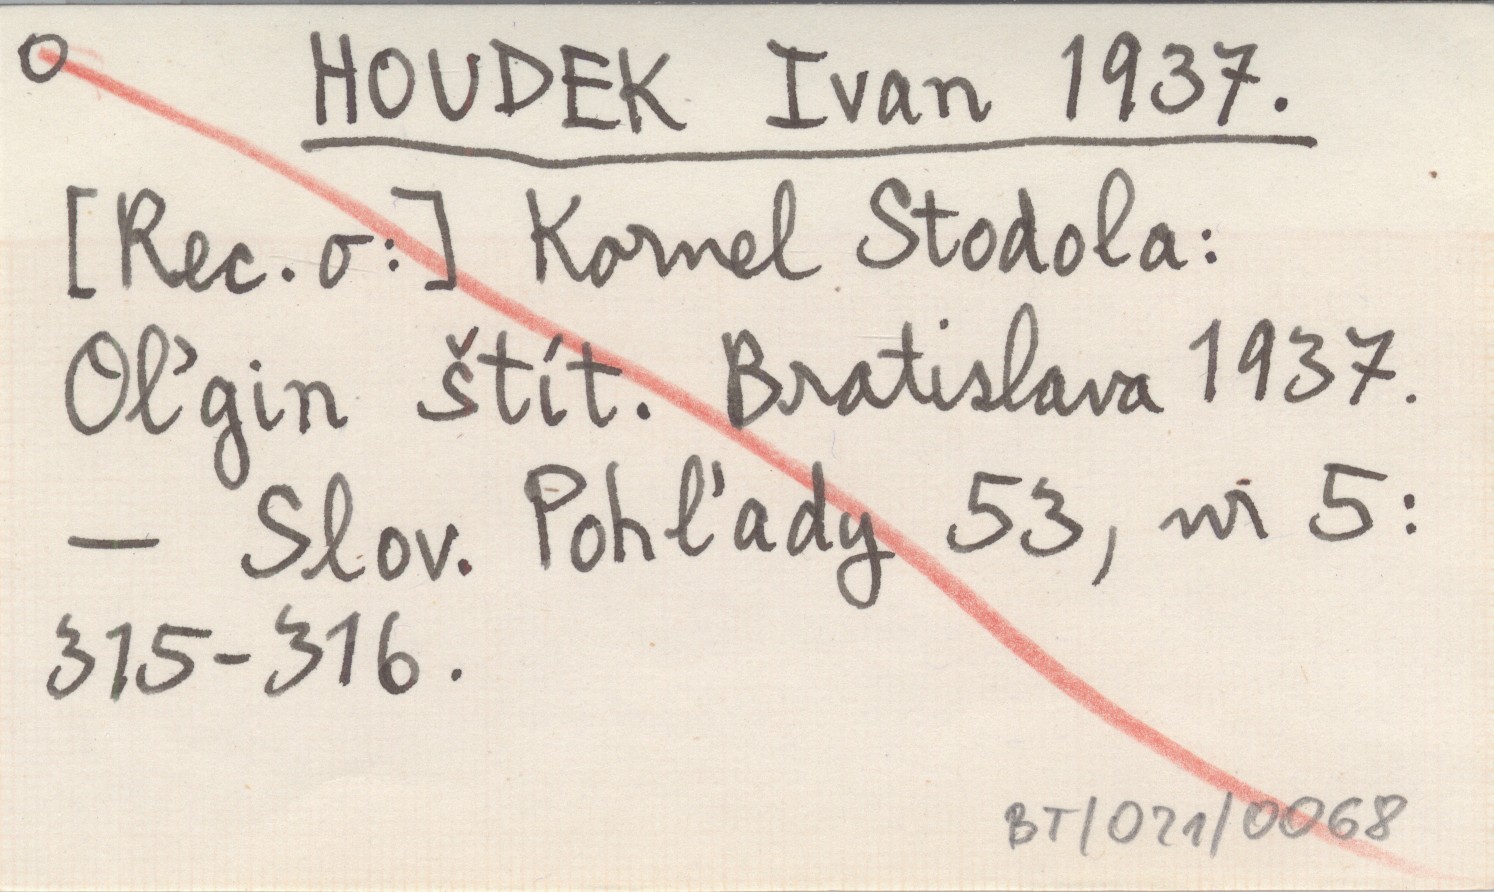 HOUDEK Ivan 1937.
[Rec. o:] Kornel Stodola:
Oľgin štít. Bratislava 1937.
— Slov. Pohľady 53, nr 5:
315-316.
BT/021/0068